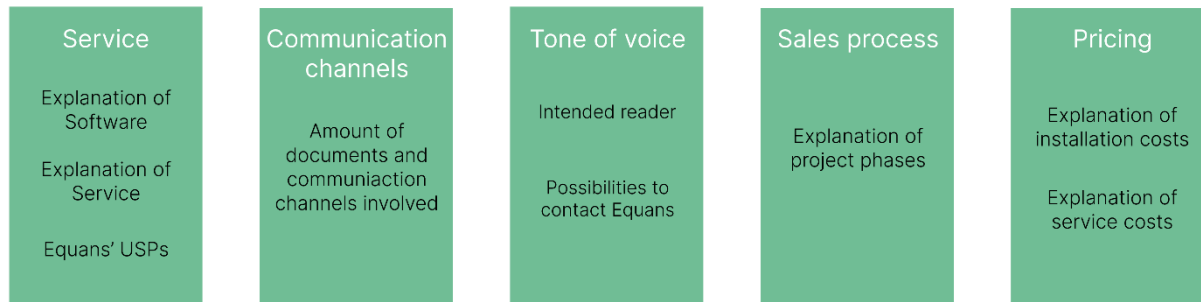 Service
Explanation of
Software
Explanation of
Service
Equans' USPs
Communication
channels
Amount of
documents and
communiaction
channels involved
Tone of voice
Intended reader
Possibilities to
contact Equans
Sales process
Explanation of
project phases
Pricing
Explanation of
installation costs
Explanation of
service costs